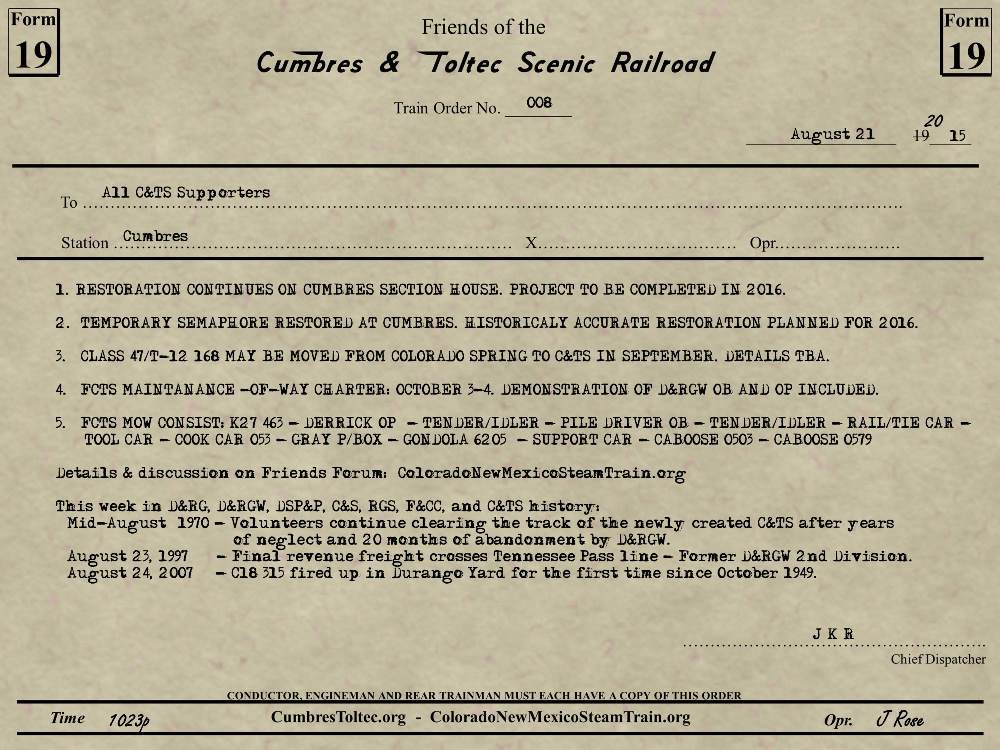 Form
19
Form
19
Friends of the
Cumbres & Toltec Scenic Railroad
Train Order No. 008
August 21 19 20 15
To All C&TS Supporters
Station Cumbres X Opr.
1. RESTORATION CONTINUES ON CUMBRES SECTION HOUSE. PROJECT TO BE COMPLETED IN 2016.
2. TEMPORARY SEMAPHORE RESTORED AT CUMBRES. HISTORICALY ACCURATE RESTORATION PLANNED FOR 2016.
3. CLASS 47/T-12 168 MAY BE MOVED FROM COLORADO SPRING TO C&TS IN SEPTEMBER. DETAILS TBA.
4. FCTS MAINTANANCE -OF-WAY CHARTER: OCTOBER 3-4. DEMONSTRATION OF D&RGW OB AND OP INCLUDED.
5. FCTS MOW CONSIST: K27 463 - DERRICK OP - TENDER/IDLER - PILE DRIVER OB - TENDER/IDLER - RAIL/TIE CAR -
TOOL CAR - COOK CAR 053 - GRAY P/BOX - GONDOLA 6205 - SUPPORT CAR - CABOOSE 0503 - CABOOSE 0579
Details & discussion on Friends Forum: ColoradoNewMexicoSteamTrain.org
This week in D&RG, D&RGW, DSP&P, C&S, RGS, F&CC, and C&TS history:
Mid-August 1970 - Volunteers continue clearing the track of the newly created C&TS after years
of neglect and 20 months of abandonment by D&RGW.
August 23, 1997 - Final revenue freight crosses Tennessee Pass line - Former D&RGW 2nd Division.
August 24, 2007 - C18 315 fired up in Durango Yard for the first time since October 1949.
J K R
Chief Dispatcher
CONDUCTOR, ENGINEMAN AND REAR TRAINMAN MUST EACH HAVE A COPY OF THIS ORDER
Time 1023p CumbresToltec.org - ColoradoNewMexicoSteamTrain.org Opr. J Rose